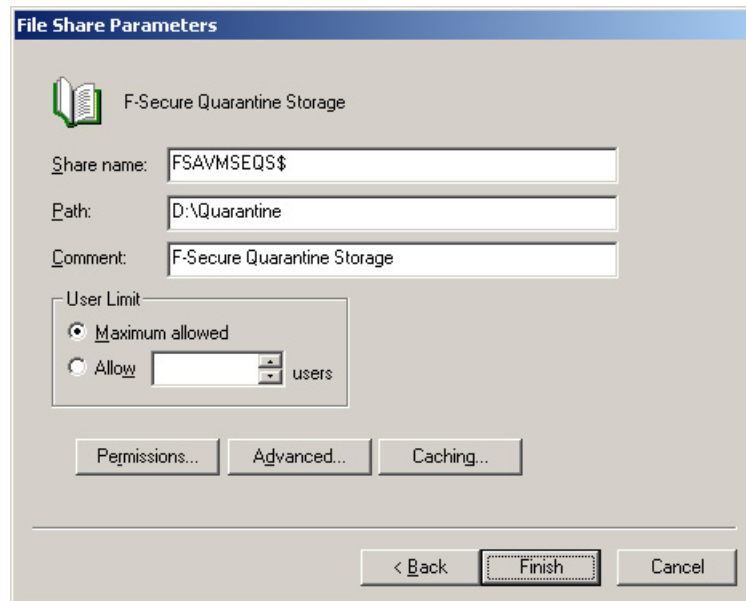 File Share Parameters
F-Secure Quarantine Storage
Share name: FSAVMSEQS$
Path: D:\Quarantine
Comment: F-Secure Quarantine Storage
User Limit
Maximum allowed
Allow users
Permissions... Advanced... Caching...
< Back Finish Cancel